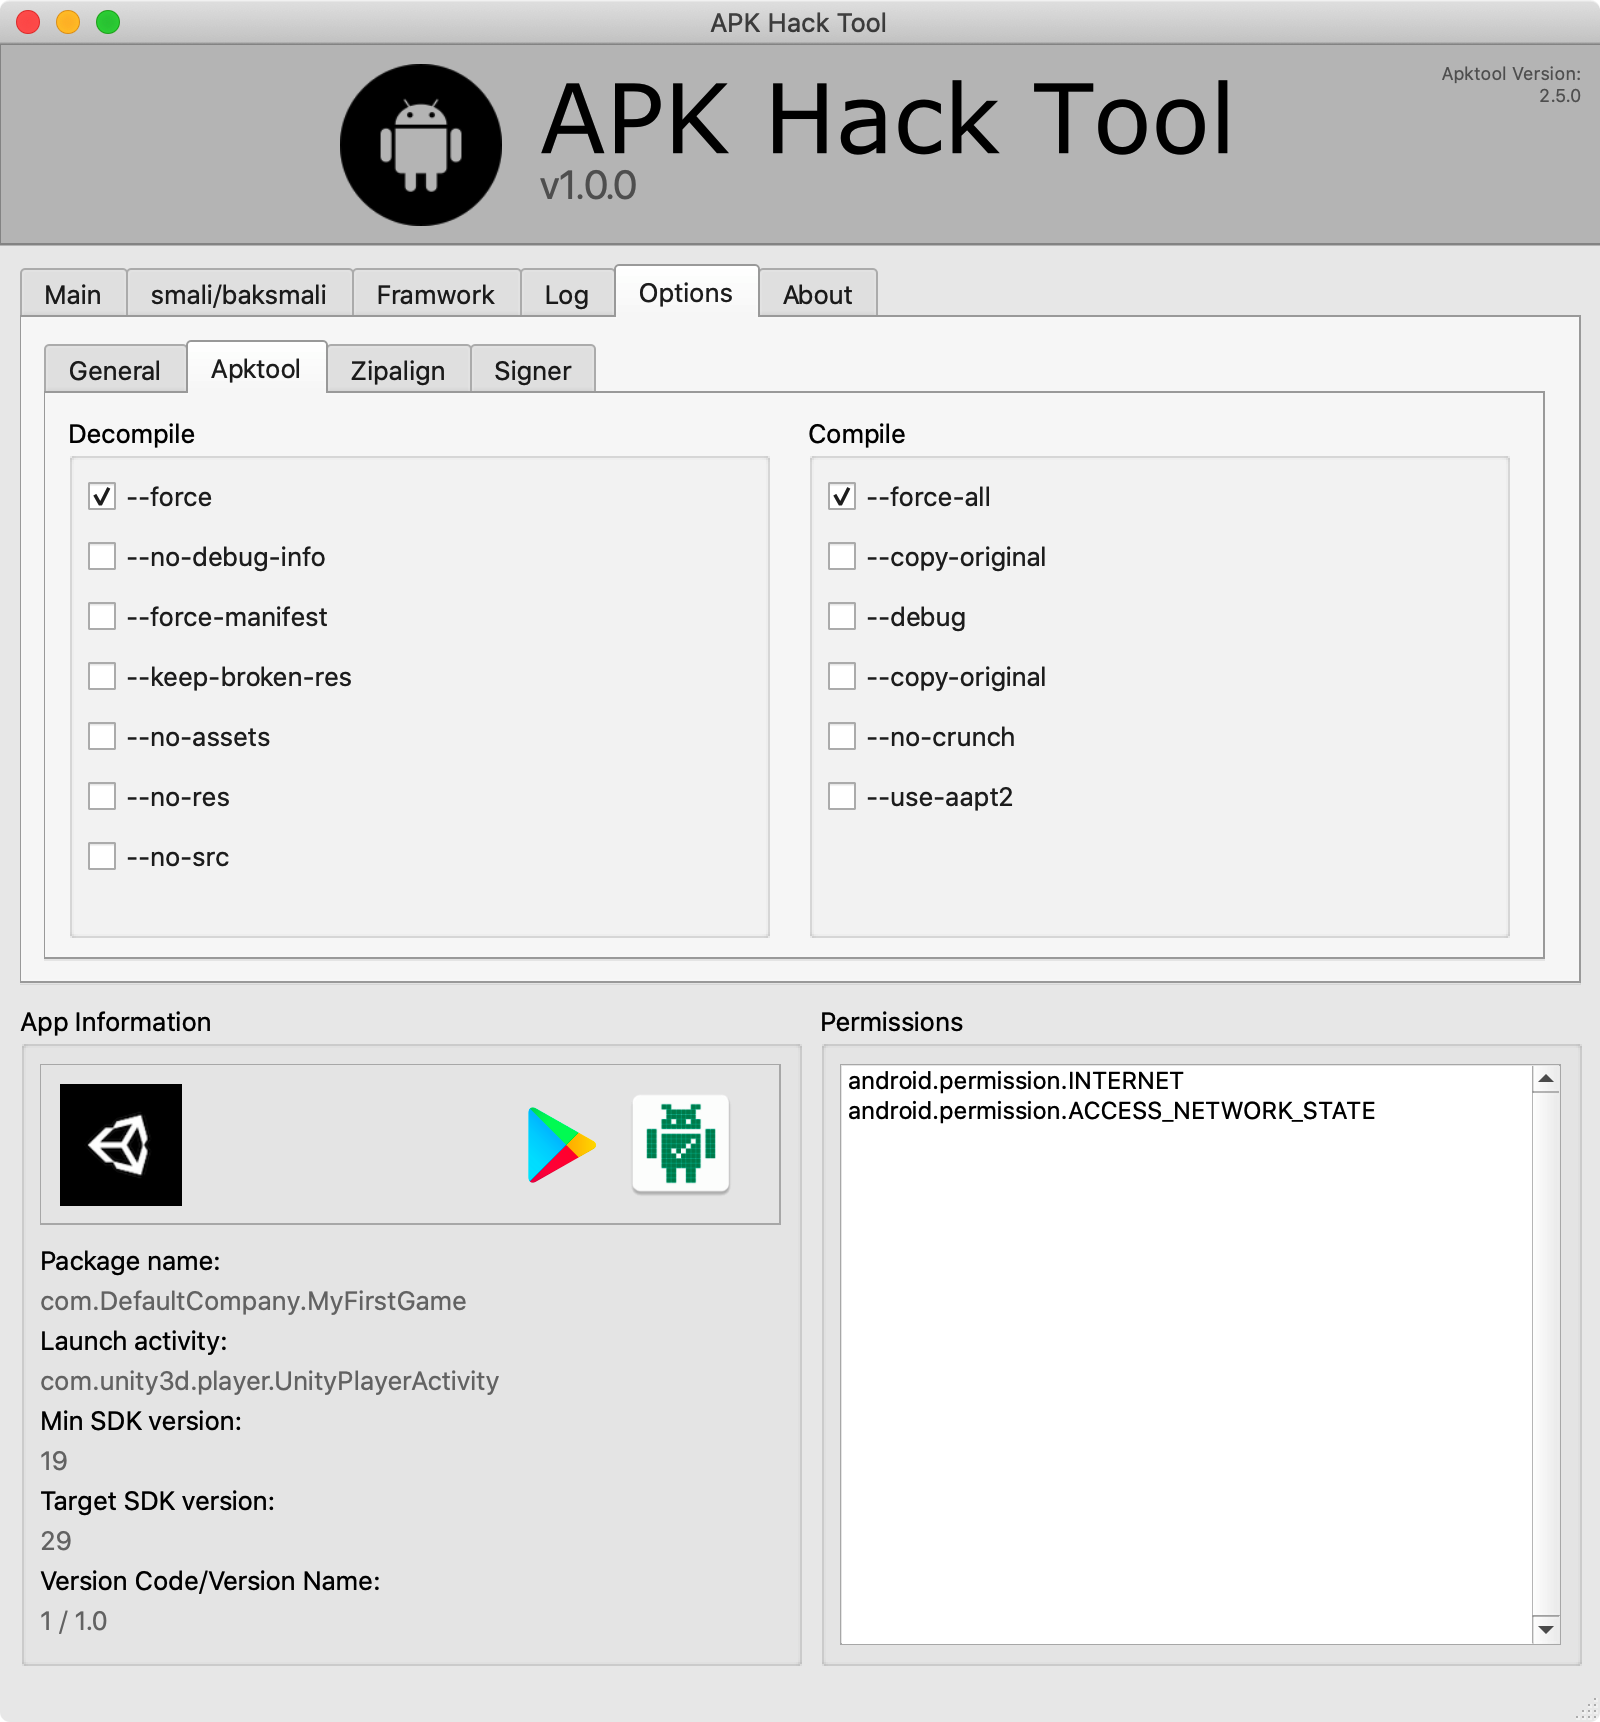 APK Hack Tool
APK Hack Tool
v1.0.0
Apktool Version:
2.5.0
Main
smali/baksmali
Framwork
Log
Options
About
General
Apktool
Zipalign
Signer
Decompile
--force
--no-debug-info
--force-manifest
--keep-broken-res
--no-assets
--no-res
--no-src
Compile
--force-all
--copy-original
--debug
--copy-original
--no-crunch
--use-aapt2
App Information
Package name:
com.DefaultCompany.MyFirstGame
Launch activity:
com.unity3d.player.UnityPlayerActivity
Min SDK version:
19
Target SDK version:
29
Version Code/Version Name:
1 / 1.0
Permissions
android.permission.INTERNET
android.permission.ACCESS_NETWORK_STATE